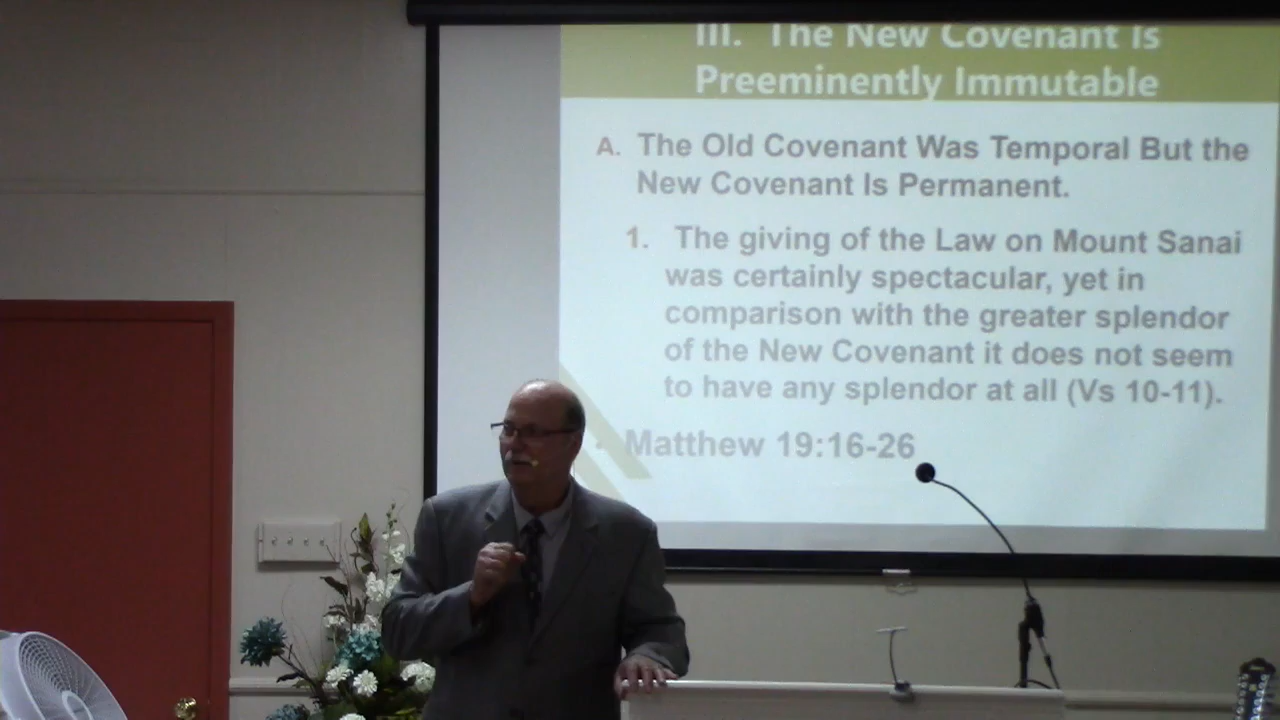 III. The New Covenant Is
Preeminently Immutable
A. The Old Covenant Was Temporal But the
New Covenant Is Permanent.
1. The giving of the Law on Mount Sanai
was certainly spectacular, yet in
comparison with the greater splendor
of the New Covenant it does not seem
to have any splendor at all (Vs 10-11).
• Matthew 19:16-26